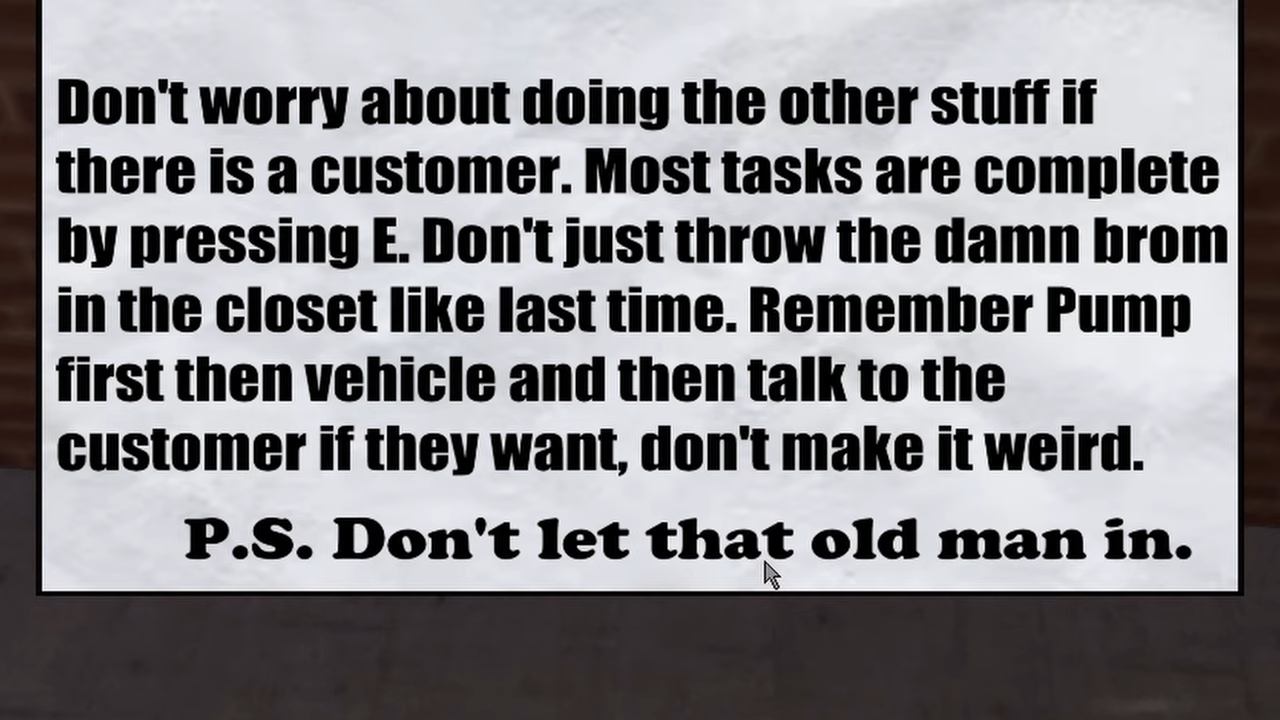 Don't worry about doing the other stuff if
there is a customer. Most tasks are complete
by pressing E. Don't just throw the damn brom
in the closet like last time. Remember Pump
first then vehicle and then talk to the
customer if they want, don't make it weird.
P.S. Don't let that old man in.